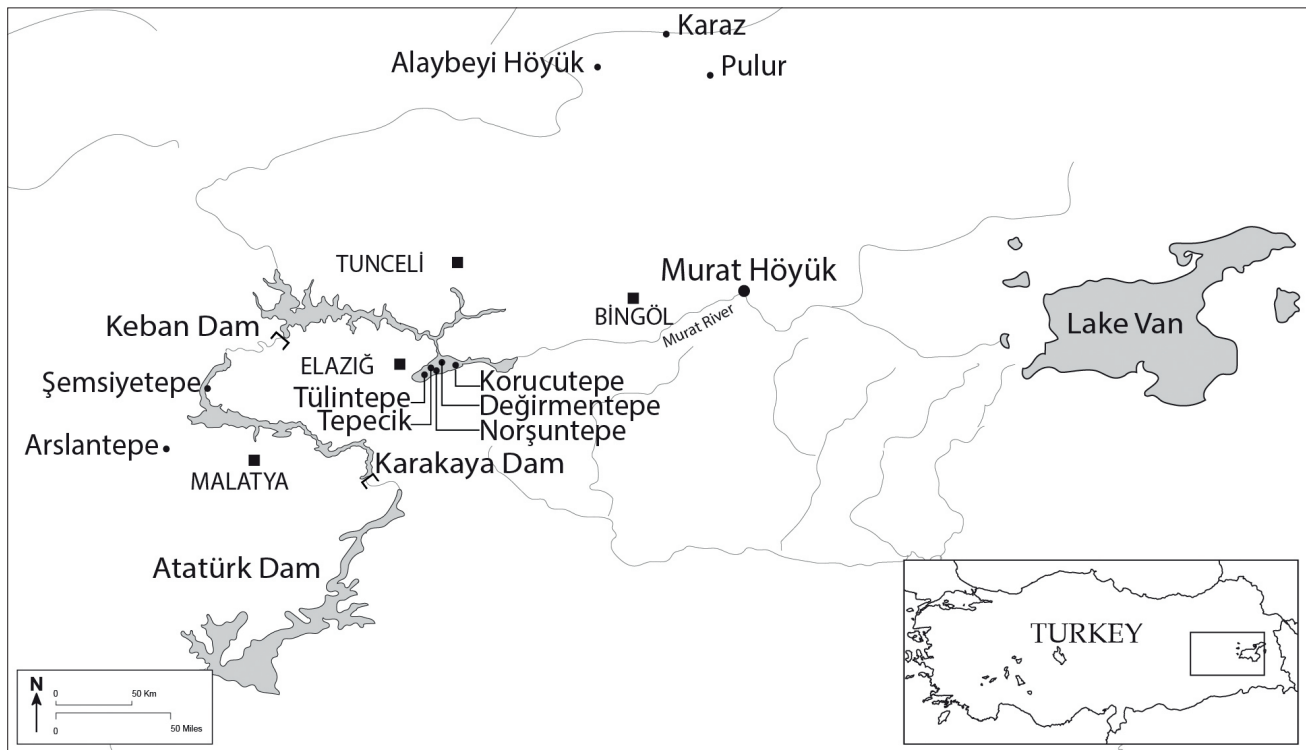 Karaz
Alaybeyi Höyük
Pulur
TUNCELİ
Murat Höyük
BİNGÖL
Murat River
Lake Van
Keban Dam
ELAZIĞ
Şemsiyetepe
Korucutepe
Tülintepe
Değirmentepe
Tepecik
Norşuntepe
Arslantepe
MALATYA
Karakaya Dam
Atatürk Dam
TURKEY
N
0 50 Km
0 50 Miles